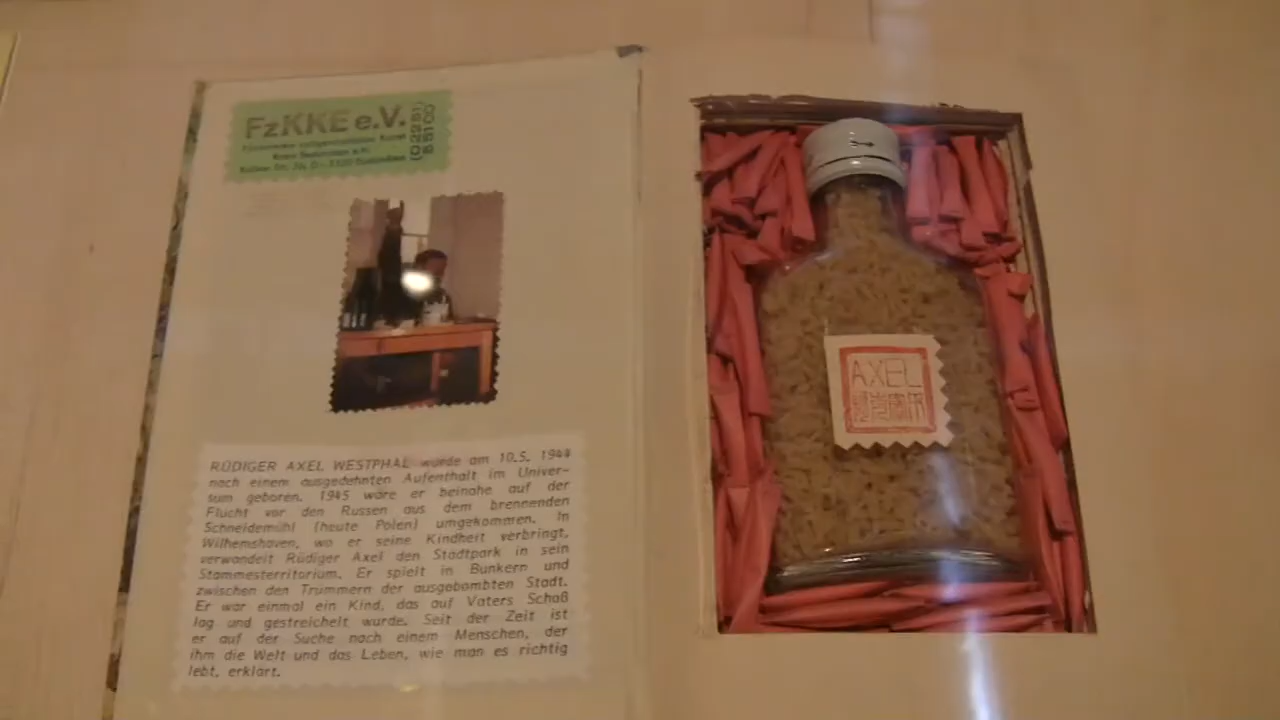 FzKKE e.V.
(0228)
RÜDIGER AXEL WESTPHAL wurde am 10.5. 1944
nach einem ausgedehnten Aufenthalt im Univer-
sum geboren. 1945 wäre er beinahe auf der
Flucht vor den Russen aus dem brennenden
Schneidemühl (heute Polen) umgekommen. In
Wilhemshaven, wo er seine Kindheit verbringt,
verwandelt Rüdiger Axel den Stadtpark in sein
Stammesterritorium. Er spielt in Bunkern und
zwischen den Trümmern der ausgebombten Stadt.
Er war einmal ein Kind, das auf Vaters Schoß
lag und gestreichelt wurde. Seit der Zeit ist
er auf der Suche nach einem Menschen, der
ihm die Welt und das Leben, wie man es richtig
lebt, erklärt.
AXEL